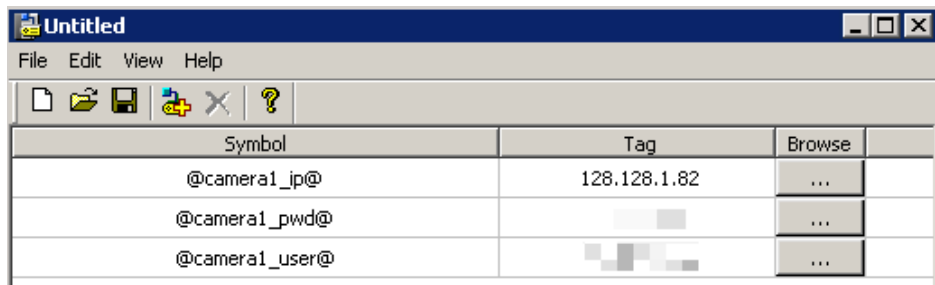 Untitled
File Edit View Help
Symbol Tag Browse
@camera1_ip@ 128.128.1.82 ...
@camera1_pwd@ ...
@camera1_user@ ...